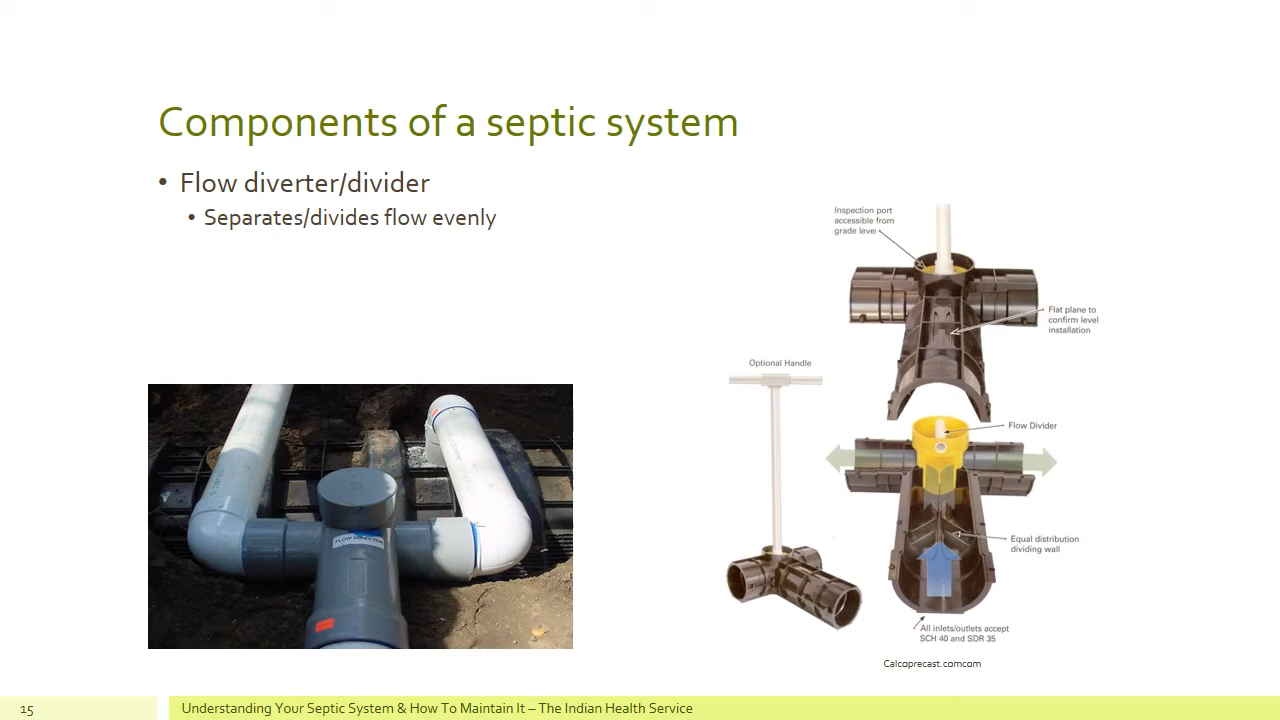 Components of a septic system
• Flow diverter/divider
• Separates/divides flow evenly
Inspection port
accessible from
grade level
Flat plane to
confirm level
installation
Optional Handle
Flow Divider
FLOW DIRECTOR
Equal distribution
dividing wall
All inlets/outlets accept
SCH 40 and SDR 35
Calcoprecast.comcom
15
Understanding Your Septic System & How To Maintain It – The Indian Health Service